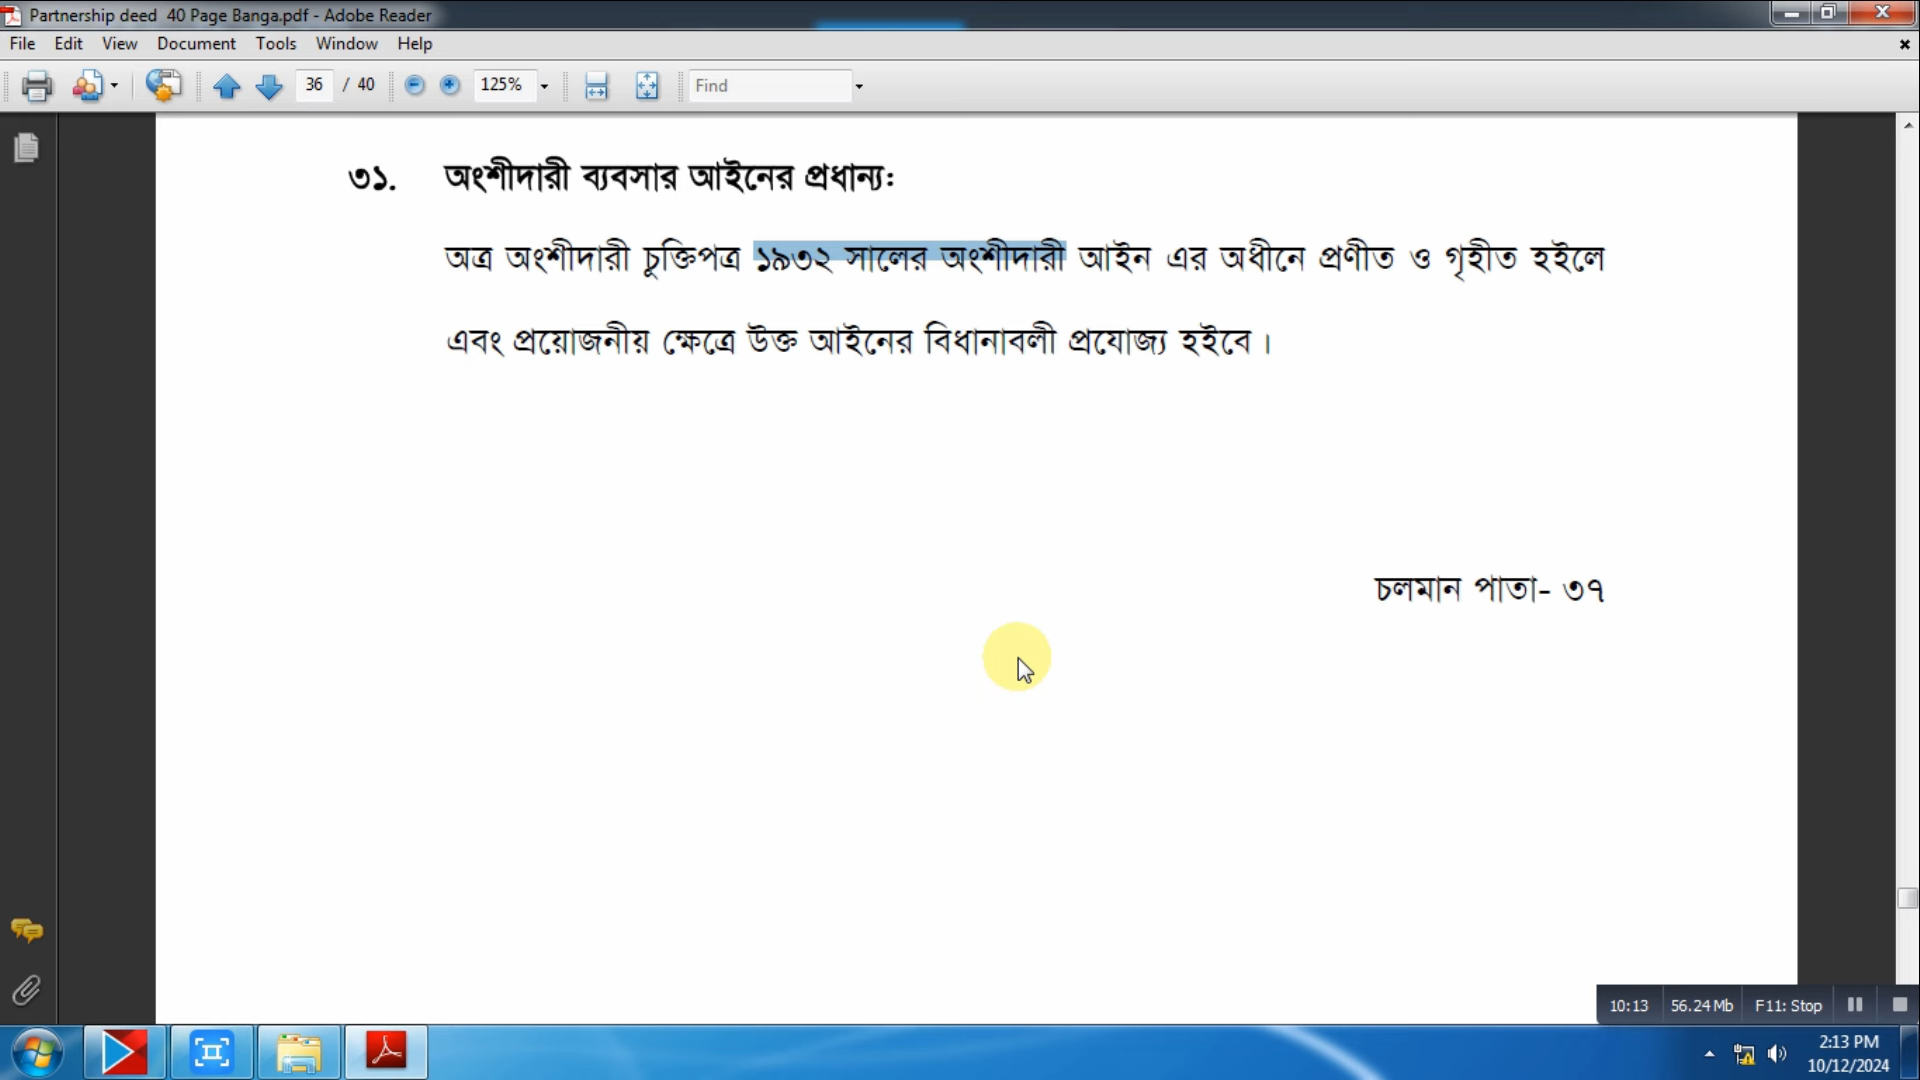 Partnership deed 40 Page Banga.pdf - Adobe Reader
File Edit View Document Tools Window Help
36 / 40 125% Find
৩১. অংশীদারী ব্যবসার আইনের প্রধান্য:
অত্র অংশীদারী চুক্তিপত্র ১৯৩২ সালের অংশীদারী আইন এর অধীনে প্রণীত ও গৃহীত হইলে
এবং প্রয়োজনীয় ক্ষেত্রে উক্ত আইনের বিধানাবলী প্রযোজ্য হইবে।
চলমান পাতা- ৩৭
10:13 56.24 Mb F11: Stop
2:13 PM
10/12/2024